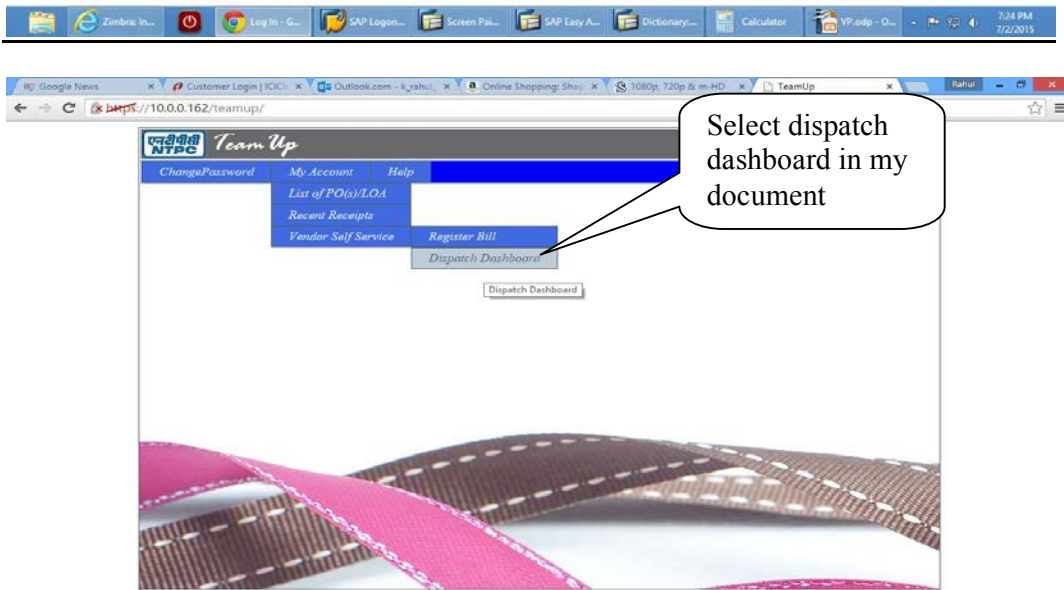 Zimbra: In...
Log In - G...
SAP Logon...
Screen Pai...
SAP Easy A...
Dictionary:...
Calculator
VP.odp - O...
7:24 PM
7/2/2015
Google News
Customer Login | ICICI
Outlook.com - k_rahul_
Online Shopping: Shop
1080p, 720p & m-HD
TeamUp
Rahul
https://10.0.0.162/teamup/
एनटीपीसी
NTPC
Team Up
ChangePassword My Account Help
List of PO(s)/LOA
Recent Receipts
Vendor Self Service Register Bill
Dispatch Dashboard
Dispatch Dashboard
Select dispatch
dashboard in my
document